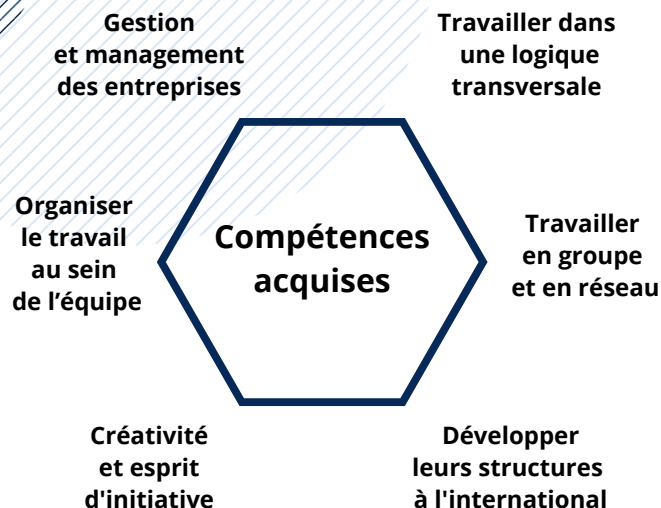 Gestion
et management
des entreprises
Travailler dans
une logique
transversale
Organiser
le travail
au sein
de l’équipe
Compétences
acquises
Travailler
en groupe
et en réseau
Créativité
et esprit
d'initiative
Développer
leurs structures
à l'international